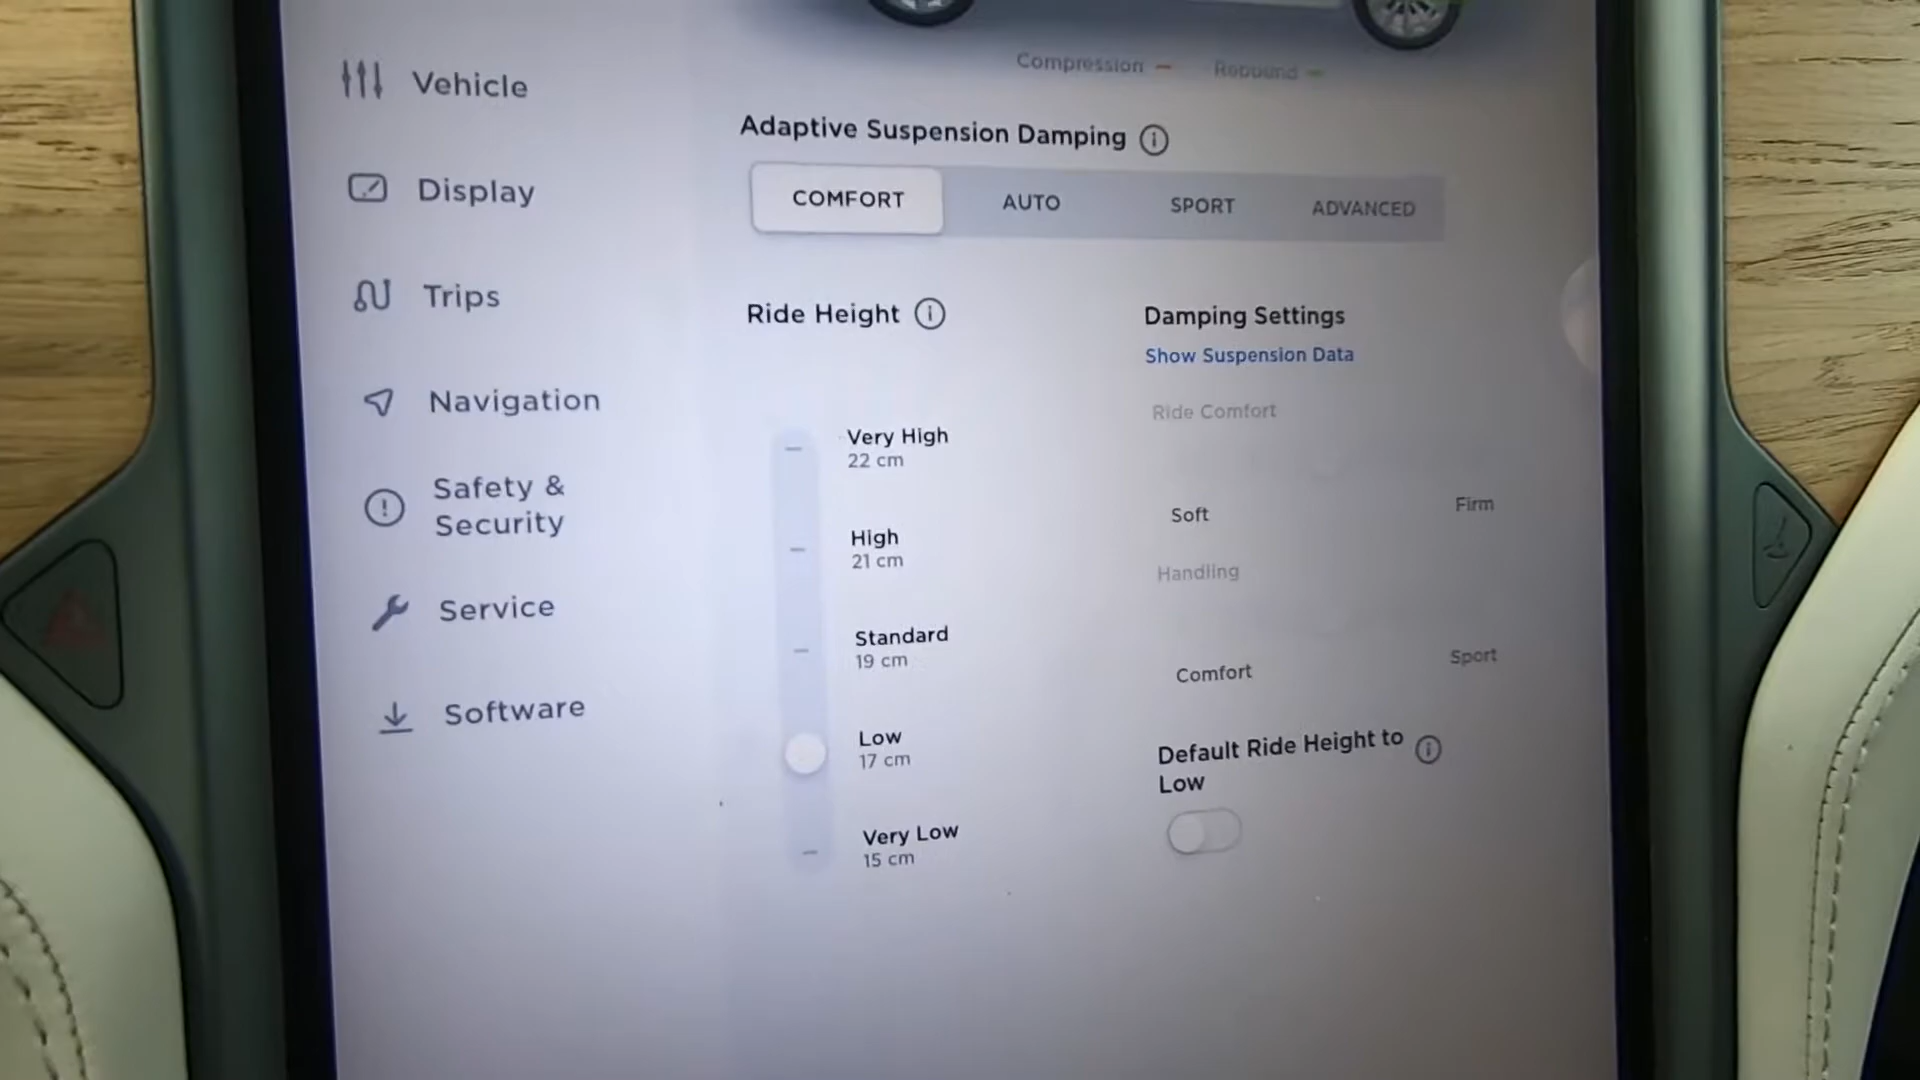 Vehicle
Display
Trips
Navigation
Safety &
Security
Service
Software
Compression
Rebound
Adaptive Suspension Damping
COMFORT
AUTO
SPORT
ADVANCED
Ride Height
Very High
22 cm
High
21 cm
Standard
19 cm
Low
17 cm
Very Low
15 cm
Damping Settings
Show Suspension Data
Ride Comfort
Soft
Firm
Handling
Comfort
Sport
Default Ride Height to
Low